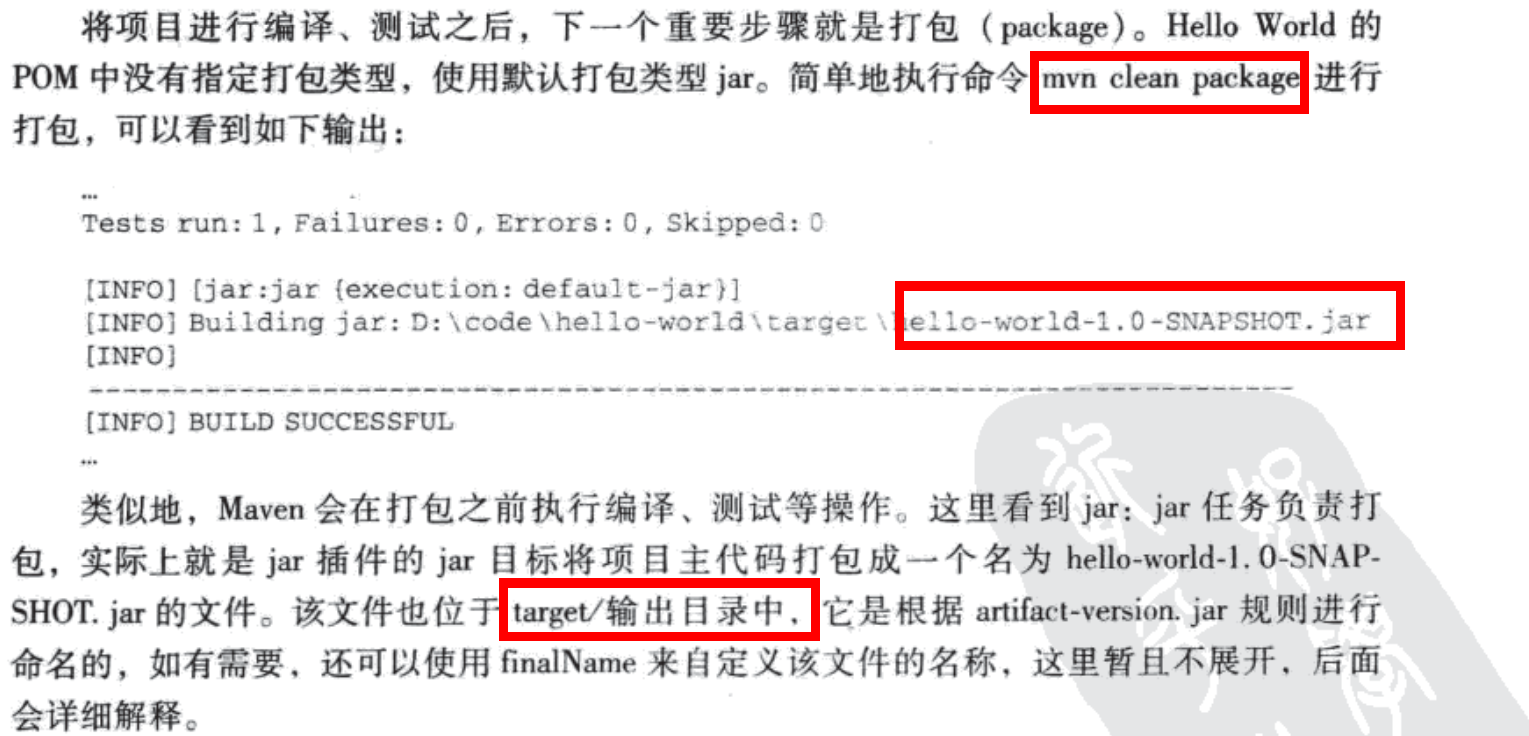 将项目进行编译、测试之后，下一个重要步骤就是打包（package）。Hello World 的
POM 中没有指定打包类型，使用默认打包类型 jar。简单地执行命令 mvn clean package 进行
打包，可以看到如下输出：
…
Tests run: 1, Failures: 0, Errors: 0, Skipped: 0
[INFO] [jar:jar {execution: default-jar}]
[INFO] Building jar: D:\code\hello-world\target\hello-world-1.0-SNAPSHOT.jar
[INFO]
------------------------------------------------------------------------
[INFO] BUILD SUCCESSFUL
…
类似地，Maven 会在打包之前执行编译、测试等操作。这里看到 jar：jar 任务负责打
包，实际上就是 jar 插件的 jar 目标将项目主代码打包成一个名为 hello-world-1.0-SNAP-
SHOT.jar 的文件。该文件也位于 target/输出目录中，它是根据 artifact-version.jar 规则进行
命名的，如有需要，还可以使用 finalName 来自定义该文件的名称，这里暂且不展开，后面
会详细解释。